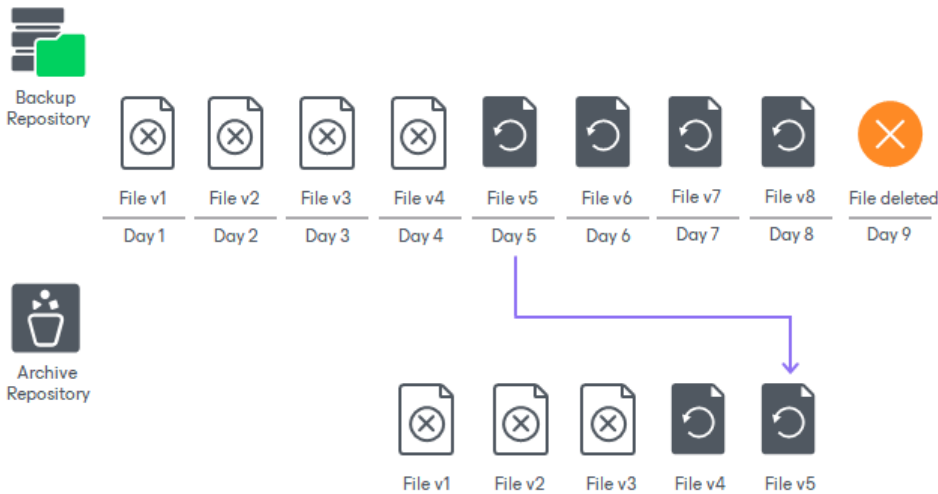 Backup
Repository
File v1 File v2 File v3 File v4 File v5 File v6 File v7 File v8 File deleted
Day 1 Day 2 Day 3 Day 4 Day 5 Day 6 Day 7 Day 8 Day 9
Archive
Repository
File v1 File v2 File v3 File v4 File v5